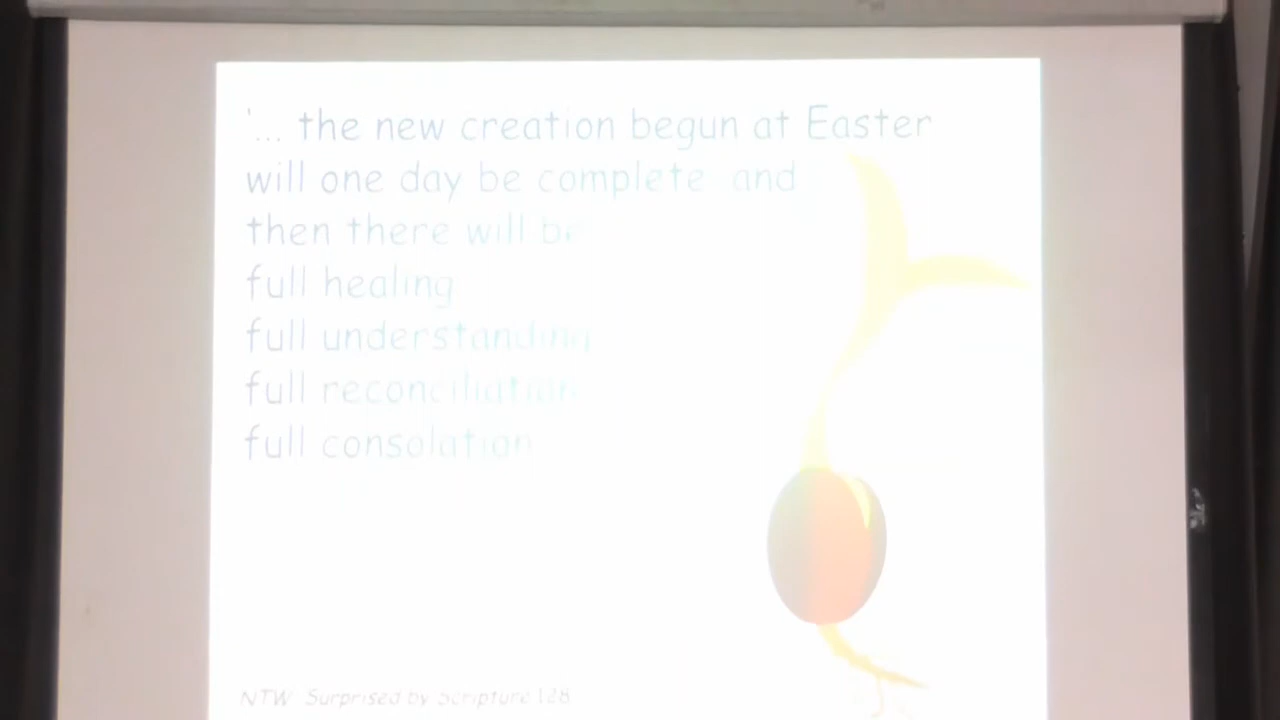 '... the new creation begun at Easter
will one day be complete and
then there will be
full healing
full understanding
full reconciliation
full consolation
NTW Surprised by Scripture 128